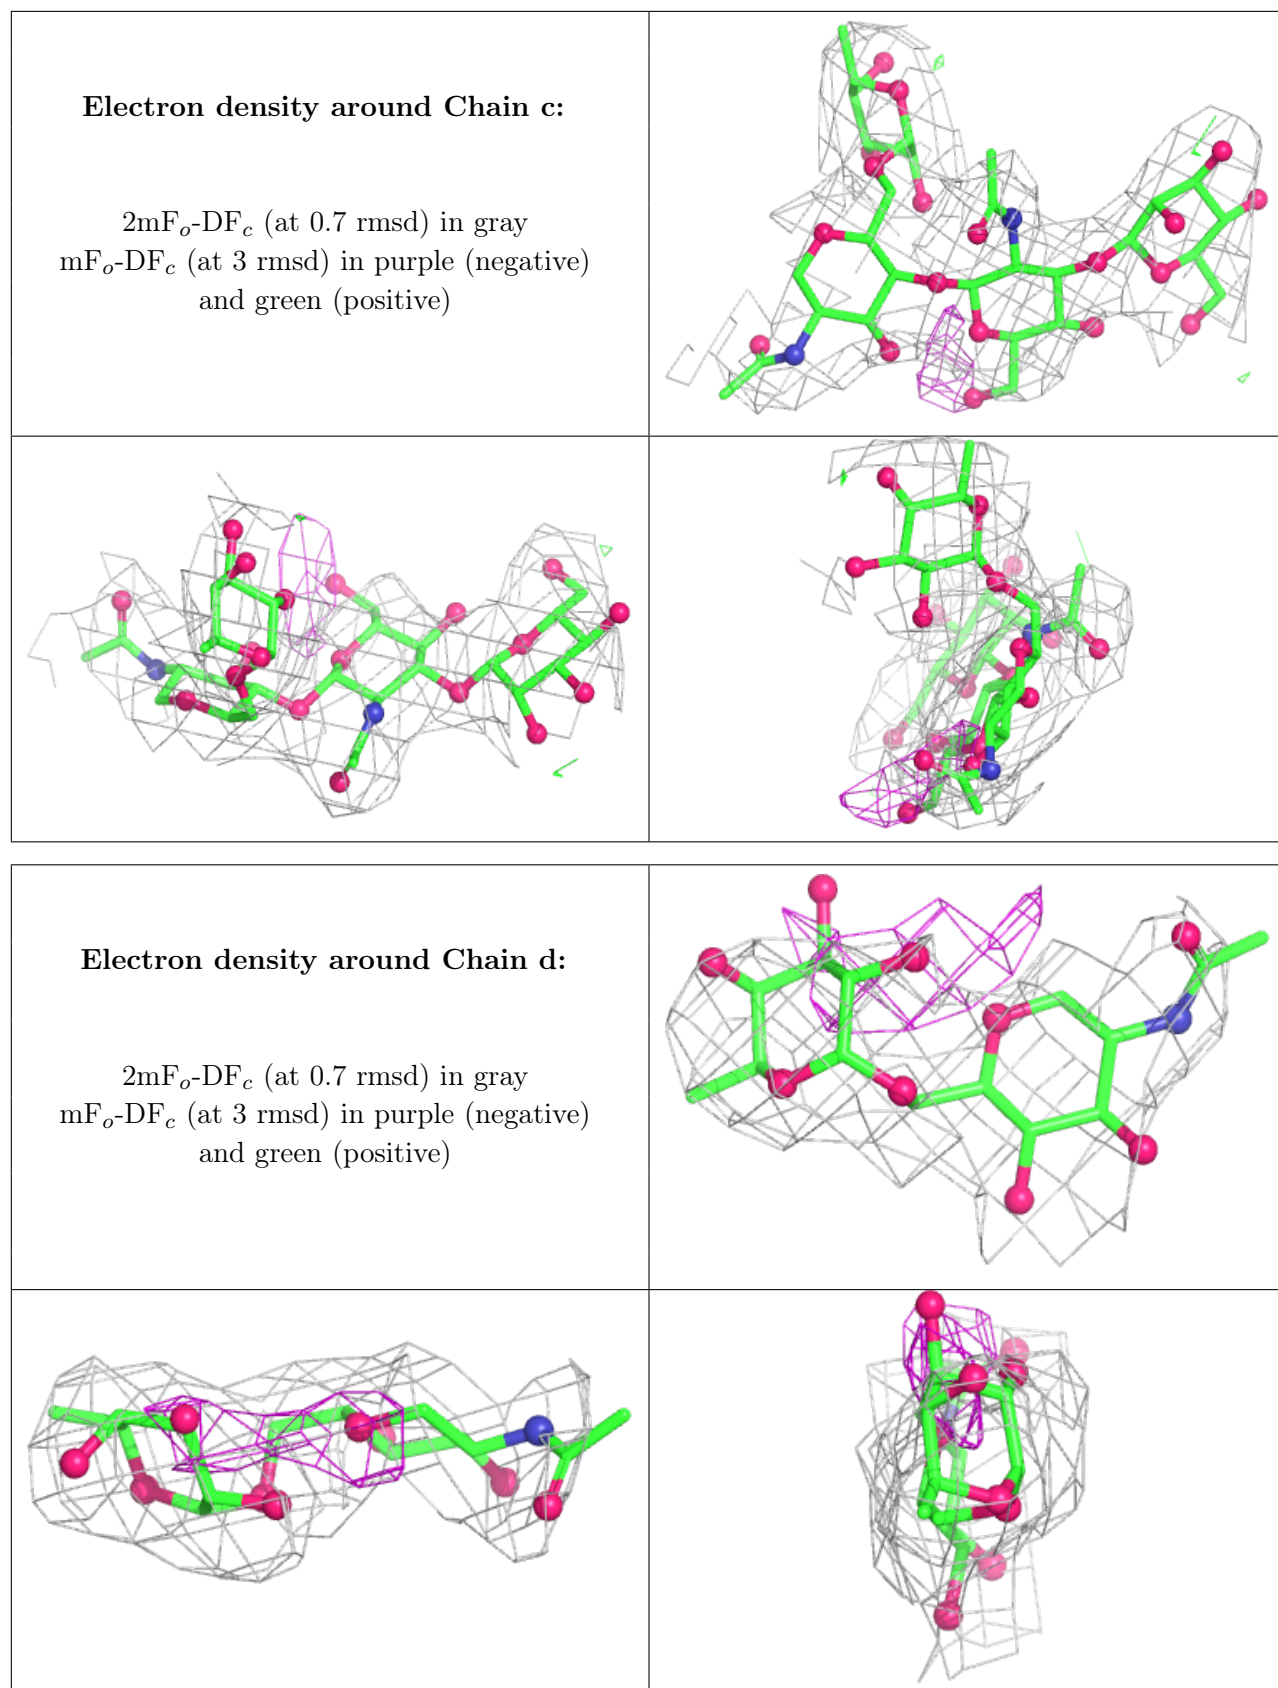 Electron density around Chain c:
2mFₒ-DF𝒸 (at 0.7 rmsd) in gray
mFₒ-DF𝒸 (at 3 rmsd) in purple (negative)
and green (positive)
Electron density around Chain d:
2mFₒ-DF𝒸 (at 0.7 rmsd) in gray
mFₒ-DF𝒸 (at 3 rmsd) in purple (negative)
and green (positive)